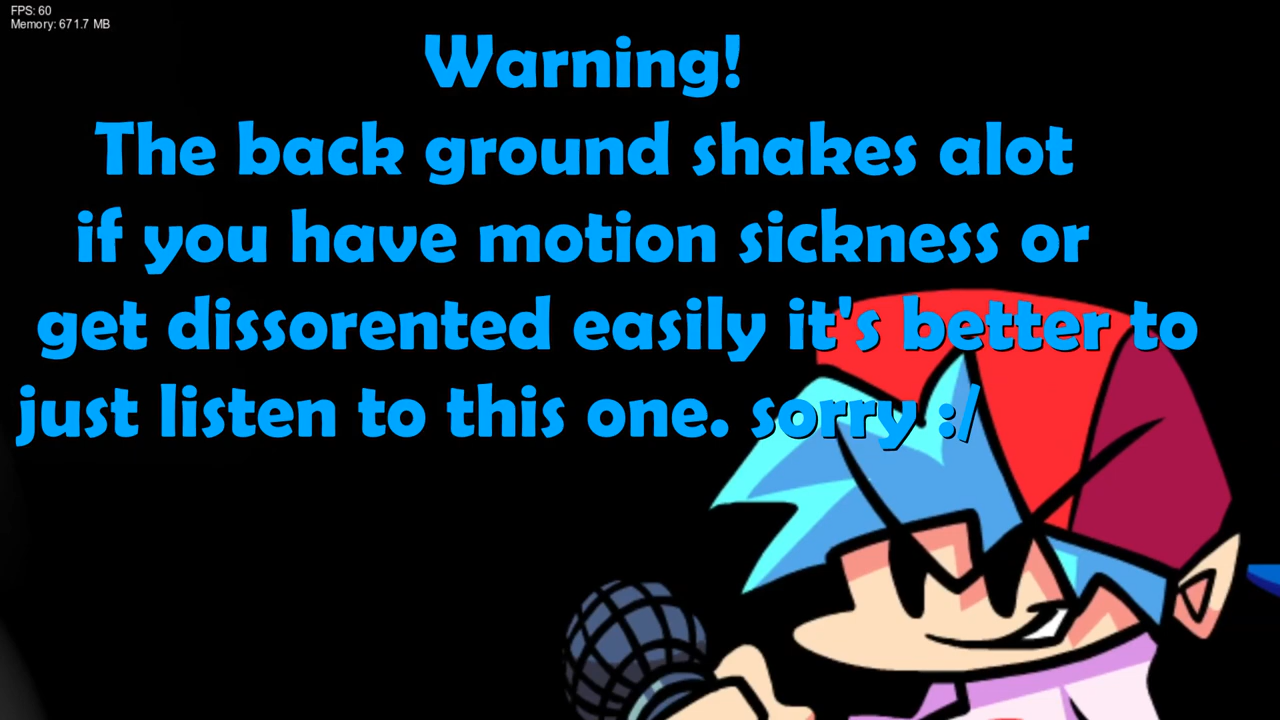 FPS: 60
Memory: 671.7 MB
Warning!
The back ground shakes alot
if you have motion sickness or
get dissorented easily it's better to
just listen to this one. sorry :/